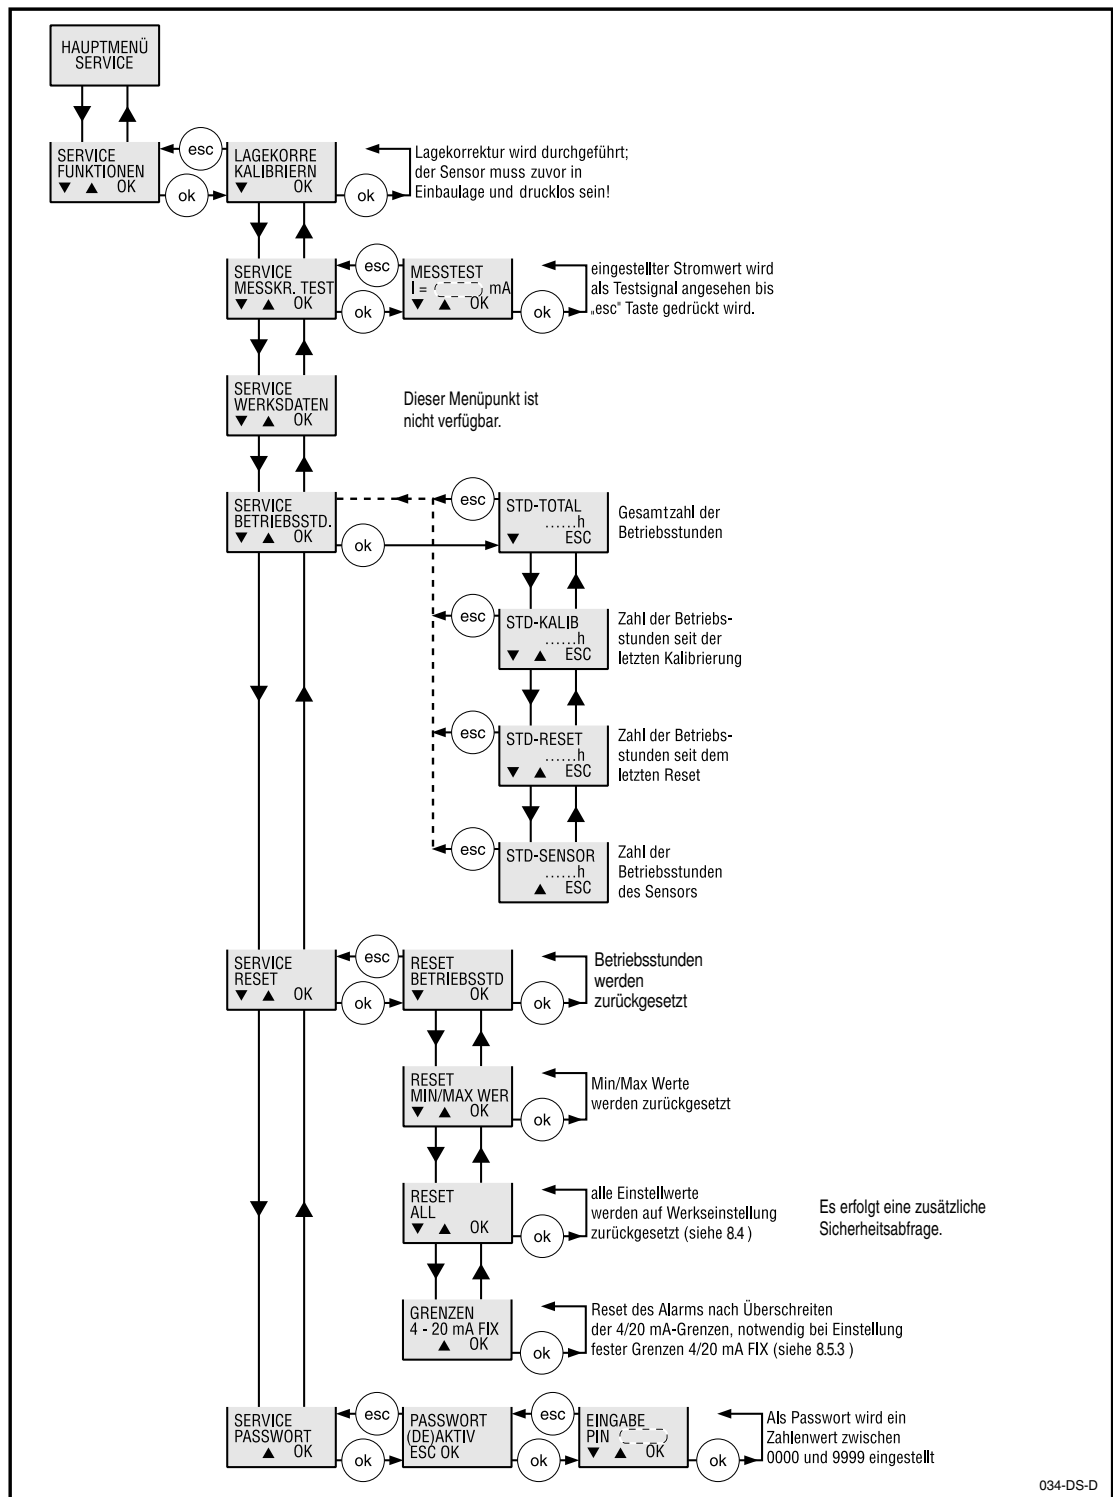 HAUPTMENÜ
SERVICE
SERVICE
FUNKTIONEN
▼ ▲ OK
esc
ok
LAGEKORRE
KALIBRIERN
▼ OK
ok
Lagekorrektur wird durchgeführt;
der Sensor muss zuvor in
Einbaulage und drucklos sein!
SERVICE
MESSKR. TEST
▼ ▲ OK
esc
ok
MESSTEST
I = mA
▼ ▲ OK
ok
eingestellter Stromwert wird
als Testsignal angesehen bis
„esc" Taste gedrückt wird.
SERVICE
WERKSDATEN
▼ ▲ OK
Dieser Menüpunkt ist
nicht verfügbar.
SERVICE
BETRIEBSSTD.
▼ ▲ OK
ok
esc
STD-TOTAL
......h
▼ ESC
Gesamtzahl der
Betriebsstunden
esc
STD-KALIB
......h
▼ ▲ ESC
Zahl der Betriebs-
stunden seit der
letzten Kalibrierung
esc
STD-RESET
......h
▼ ▲ ESC
Zahl der Betriebs-
stunden seit dem
letzten Reset
esc
STD-SENSOR
......h
▲ ESC
Zahl der
Betriebsstunden
des Sensors
SERVICE
RESET
▼ ▲ OK
esc
ok
RESET
BETRIEBSSTD
▼ OK
ok
Betriebsstunden
werden
zurückgesetzt
RESET
MIN/MAX WER
▼ ▲ OK
ok
Min/Max Werte
werden zurückgesetzt
RESET
ALL
▼ ▲ OK
ok
alle Einstellwerte
werden auf Werkseinstellung
zurückgesetzt (siehe 8.4 )
Es erfolgt eine zusätzliche
Sicherheitsabfrage.
GRENZEN
4 - 20 mA FIX
▲ OK
ok
Reset des Alarms nach Überschreiten
der 4/20 mA-Grenzen, notwendig bei Einstellung
fester Grenzen 4/20 mA FIX (siehe 8.5.3 )
SERVICE
PASSWORT
▲ OK
esc
ok
PASSWORT
(DE)AKTIV
ESC OK
esc
ok
EINGABE
PIN
▼ ▲ OK
ok
Als Passwort wird ein
Zahlenwert zwischen
0000 und 9999 eingestellt
034-DS-D